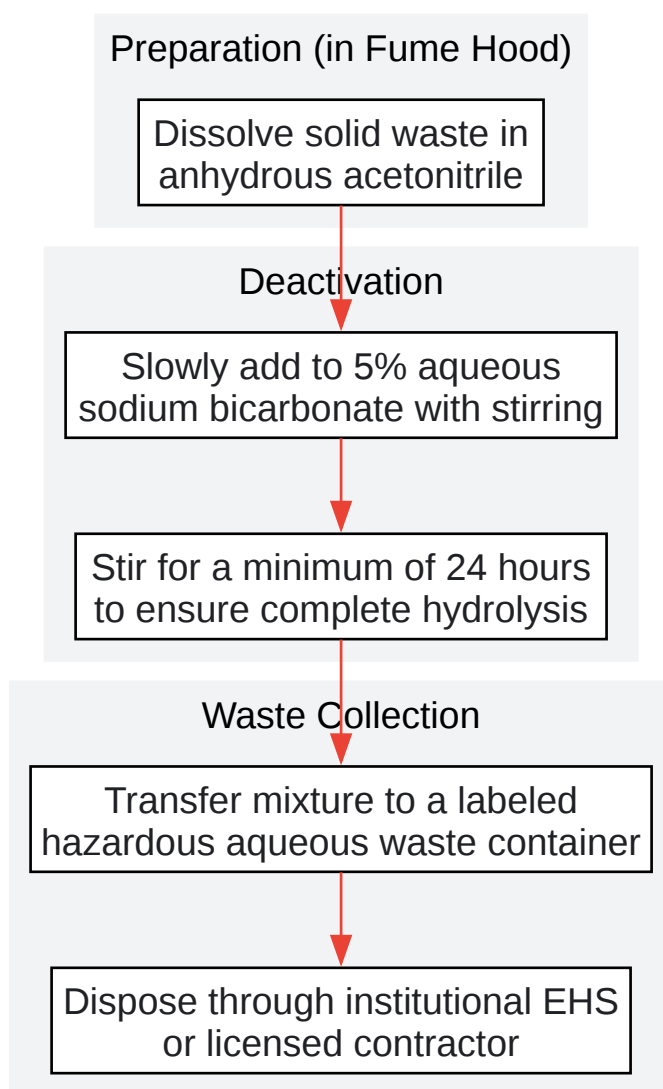 Preparation (in Fume Hood)
Dissolve solid waste in
anhydrous acetonitrile
Deactivation
Slowly add to 5% aqueous
sodium bicarbonate with stirring
Stir for a minimum of 24 hours
to ensure complete hydrolysis
Waste Collection
Transfer mixture to a labeled
hazardous aqueous waste container
Dispose through institutional EHS
or licensed contractor